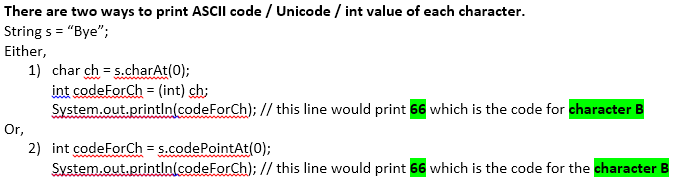 There are two ways to print ASCII code / Unicode / int value of each character.
String s = “Bye”;
Either,
1) char ch = s.charAt(0);
int codeForCh = (int) ch;
System.out.println(codeForCh); // this line would print 66 which is the code for character B
Or,
2) int codeForCh = s.codePointAt(0);
System.out.println(codeForCh); // this line would print 66 which is the code for the character B